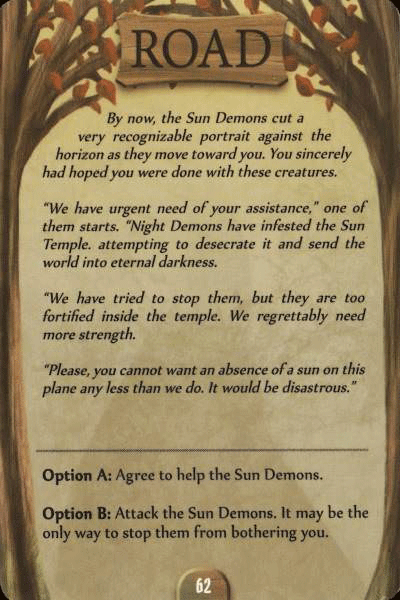 ROAD
By now, the Sun Demons cut a
very recognizable portrait against the
horizon as they move toward you. You sincerely
had hoped you were done with these creatures.
“We have urgent need of your assistance,” one of
them starts. “Night Demons have infested the Sun
Temple. attempting to desecrate it and send the
world into eternal darkness.
“We have tried to stop them, but they are too
fortified inside the temple. We regrettably need
more strength.
“Please, you cannot want an absence of a sun on this
plane any less than we do. It would be disastrous.”
Option A: Agree to help the Sun Demons.
Option B: Attack the Sun Demons. It may be the
only way to stop them from bothering you.
62